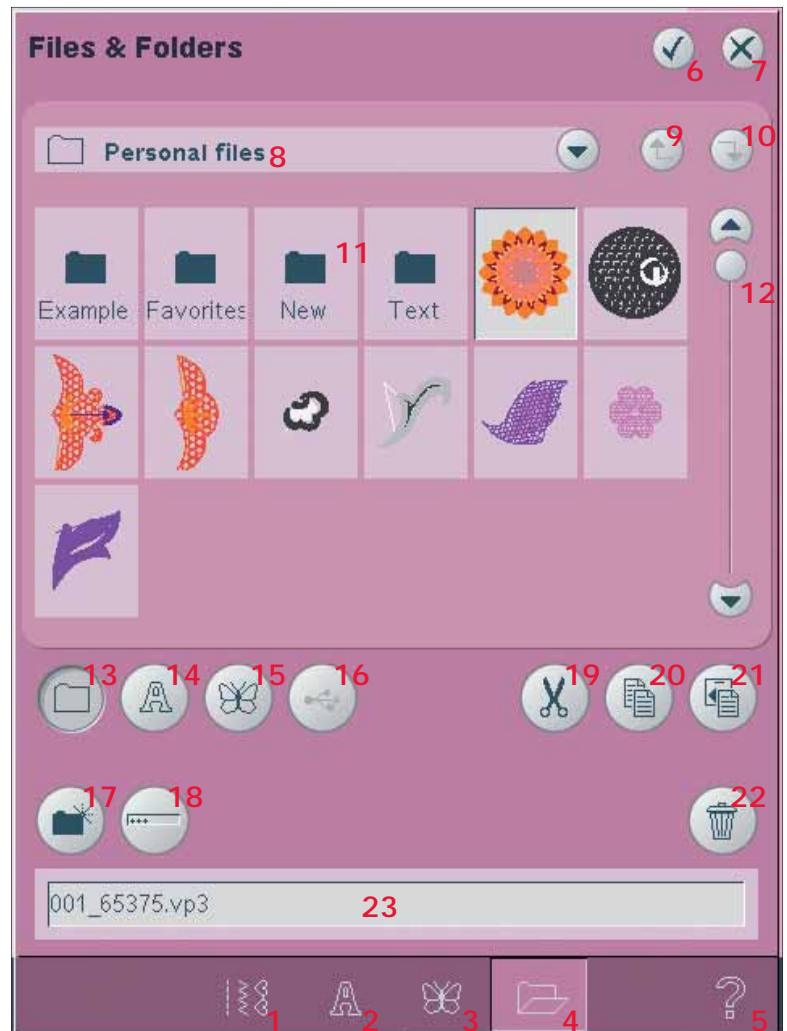 Files & Folders
6 7
Personal files 8
9 10
11
12
Example Favorites New Text
13 14 15 16 19 20 21
17 18 22
001_65375.vp3 23
1 2 3 4 5